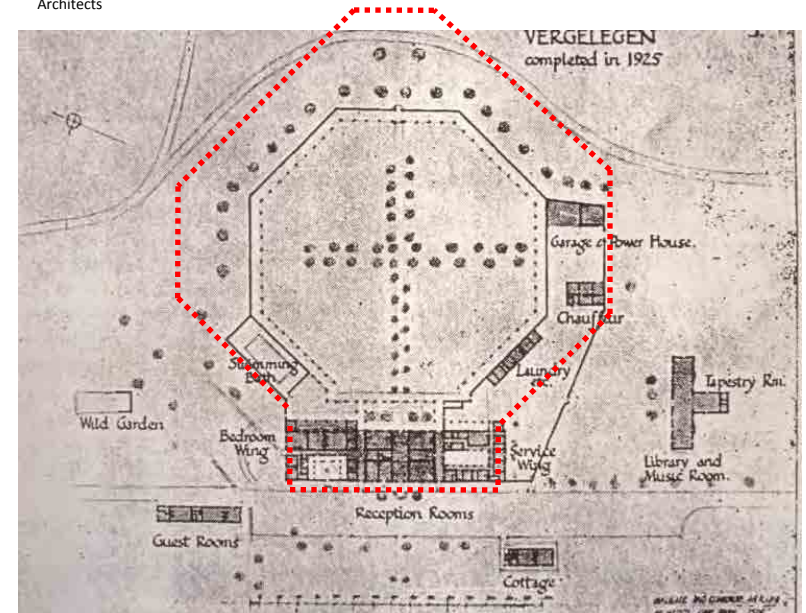 Architects
VERGELEGEN
completed in 1925
Garage & Power House.
Chauffeur
Swimming
Bath
Laundry
etc.
Tapestry Rm.
Wild Garden
Bedroom
Wing
Service
Wing
Library and
Music Room.
Reception Rooms
Guest Rooms
Cottage